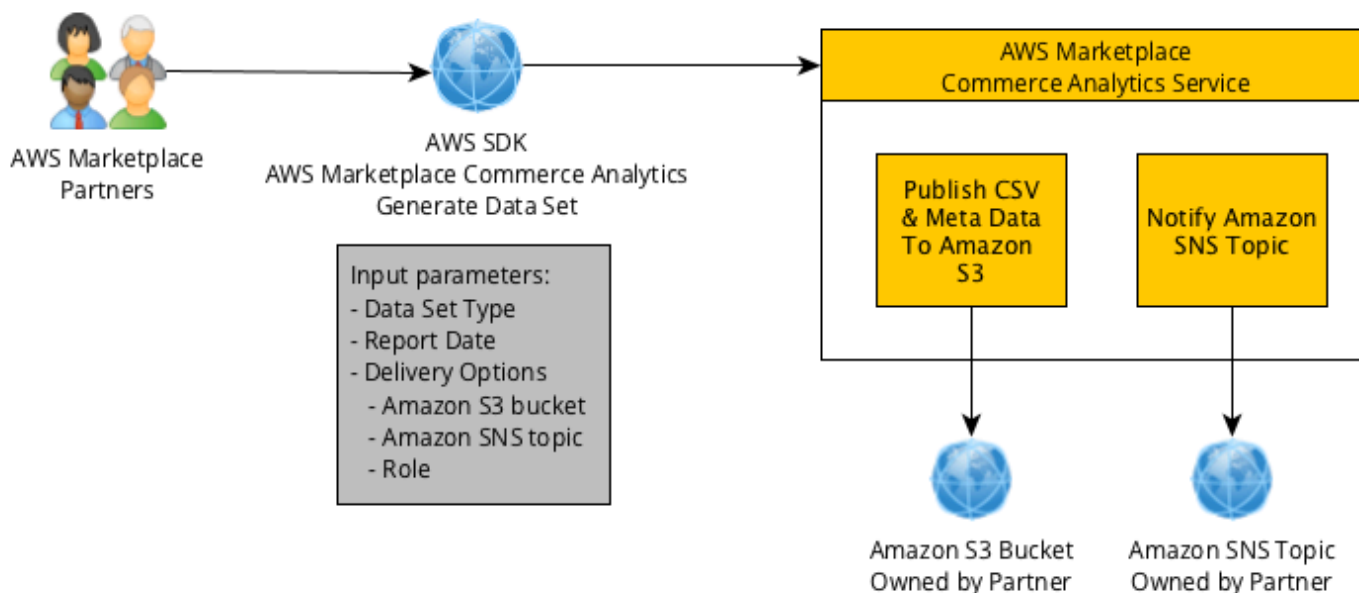 AWS Marketplace
Partners
AWS SDK
AWS Marketplace Commerce Analytics
Generate Data Set
Input parameters:
- Data Set Type
- Report Date
- Delivery Options
- Amazon S3 bucket
- Amazon SNS topic
- Role
AWS Marketplace
Commerce Analytics Service
Publish CSV
& Meta Data
To Amazon
S3
Notify Amazon
SNS Topic
Amazon S3 Bucket
Owned by Partner
Amazon SNS Topic
Owned by Partner